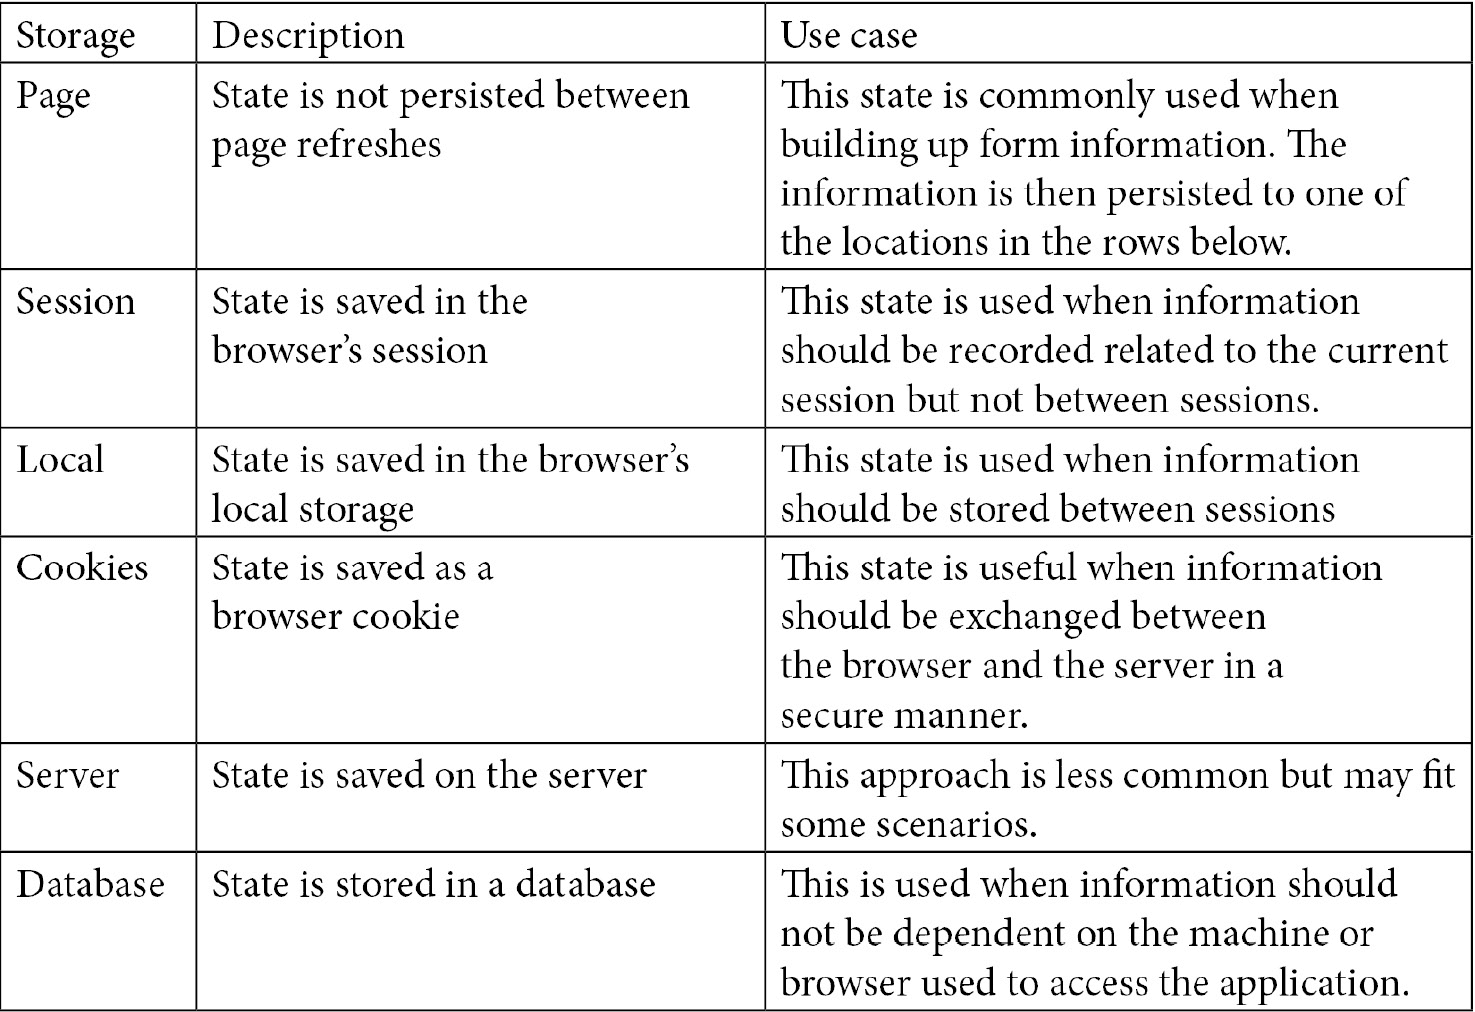 Storage Description Use case
Page State is not persisted between page refreshes This state is commonly used when
building up form information. The
information is then persisted to one of
the locations in the rows below.
Session State is saved in the
browser’s session
This state is used when information
should be recorded related to the current
session but not between sessions.
Local State is saved in the browser’s
local storage
This state is used when information
should be stored between sessions
Cookies State is saved as a
browser cookie
This state is useful when information
should be exchanged between
the browser and the server in a
secure manner.
Server State is saved on the server
This approach is less common but may fit
some scenarios.
Database State is stored in a database
This is used when information should
not be dependent on the machine or
browser used to access the application.